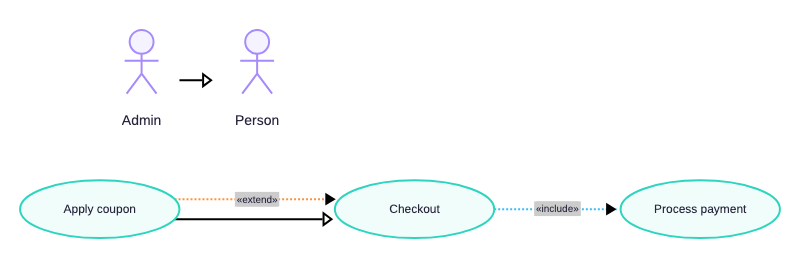 Admin
Person
Apply coupon
«extend»
Checkout
«include»
Process payment